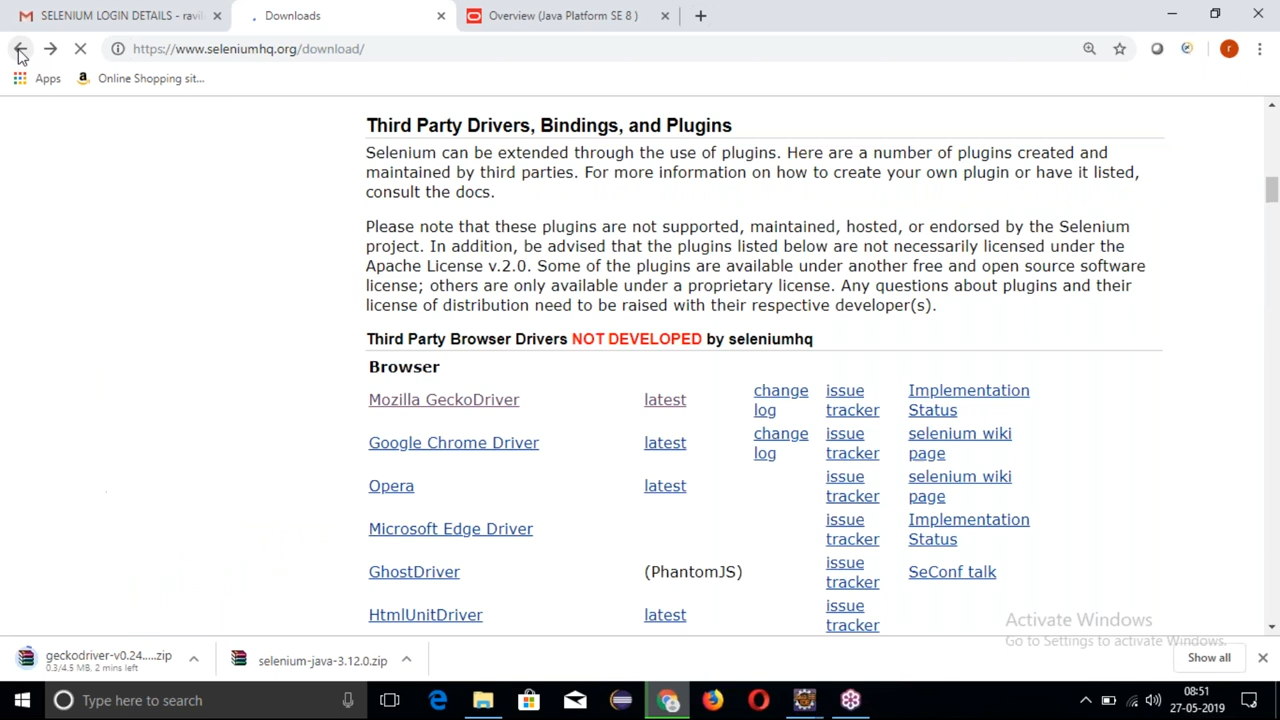 SELENIUM LOGIN DETAILS - ravil
Downloads
Overview (Java Platform SE 8 )
https://www.seleniumhq.org/download/
r
Apps
Online Shopping sit...
Third Party Drivers, Bindings, and Plugins
Selenium can be extended through the use of plugins. Here are a number of plugins created and
maintained by third parties. For more information on how to create your own plugin or have it listed,
consult the docs.
Please note that these plugins are not supported, maintained, hosted, or endorsed by the Selenium
project. In addition, be advised that the plugins listed below are not necessarily licensed under the
Apache License v.2.0. Some of the plugins are available under another free and open source software
license; others are only available under a proprietary license. Any questions about plugins and their
license of distribution need to be raised with their respective developer(s).
Third Party Browser Drivers NOT DEVELOPED by seleniumhq
Browser
Mozilla GeckoDriver latest change log issue tracker Implementation Status
Google Chrome Driver latest change log issue tracker selenium wiki page
Opera latest issue tracker selenium wiki page
Microsoft Edge Driver issue tracker Implementation Status
GhostDriver (PhantomJS) issue tracker SeConf talk
HtmlUnitDriver latest issue tracker
Activate Windows
Go to Settings to activate Windows.
geckodriver-v0.24.....zip
0.3/4.5 MB, 2 mins left
selenium-java-3.12.0.zip
Show all
Type here to search
08:51
27-05-2019